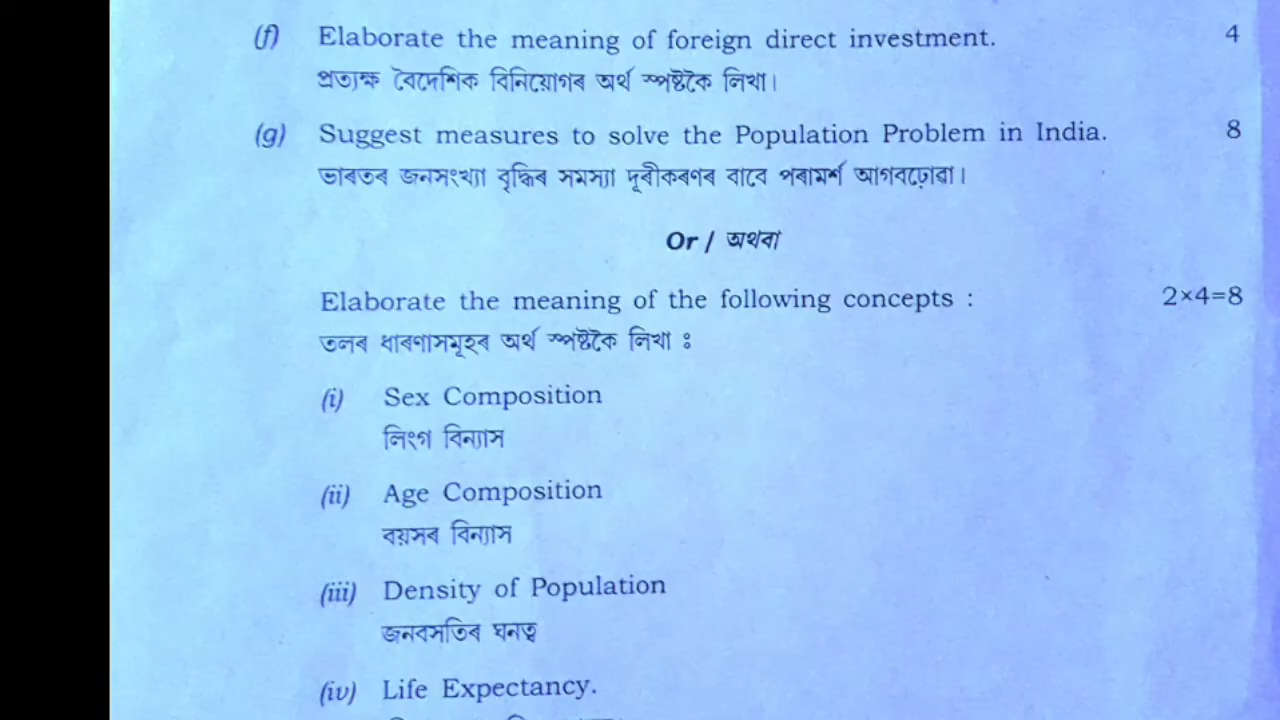 (f) Elaborate the meaning of foreign direct investment. 4
প্ৰত্যক্ষ বৈদেশিক বিনিয়োগৰ অৰ্থ স্পষ্টকৈ লিখা।
(g) Suggest measures to solve the Population Problem in India. 8
ভাৰতৰ জনসংখ্যা বৃদ্ধিৰ সমস্যা দূৰীকৰণৰ বাবে পৰামৰ্শ আগবঢ়োৱা।
Or / অথবা
Elaborate the meaning of the following concepts : 2×4=8
তলৰ ধাৰণাসমূহৰ অৰ্থ স্পষ্টকৈ লিখা ঃ
(i) Sex Composition
লিংগ বিন্যাস
(ii) Age Composition
বয়সৰ বিন্যাস
(iii) Density of Population
জনবসতিৰ ঘনত্ব
(iv) Life Expectancy.